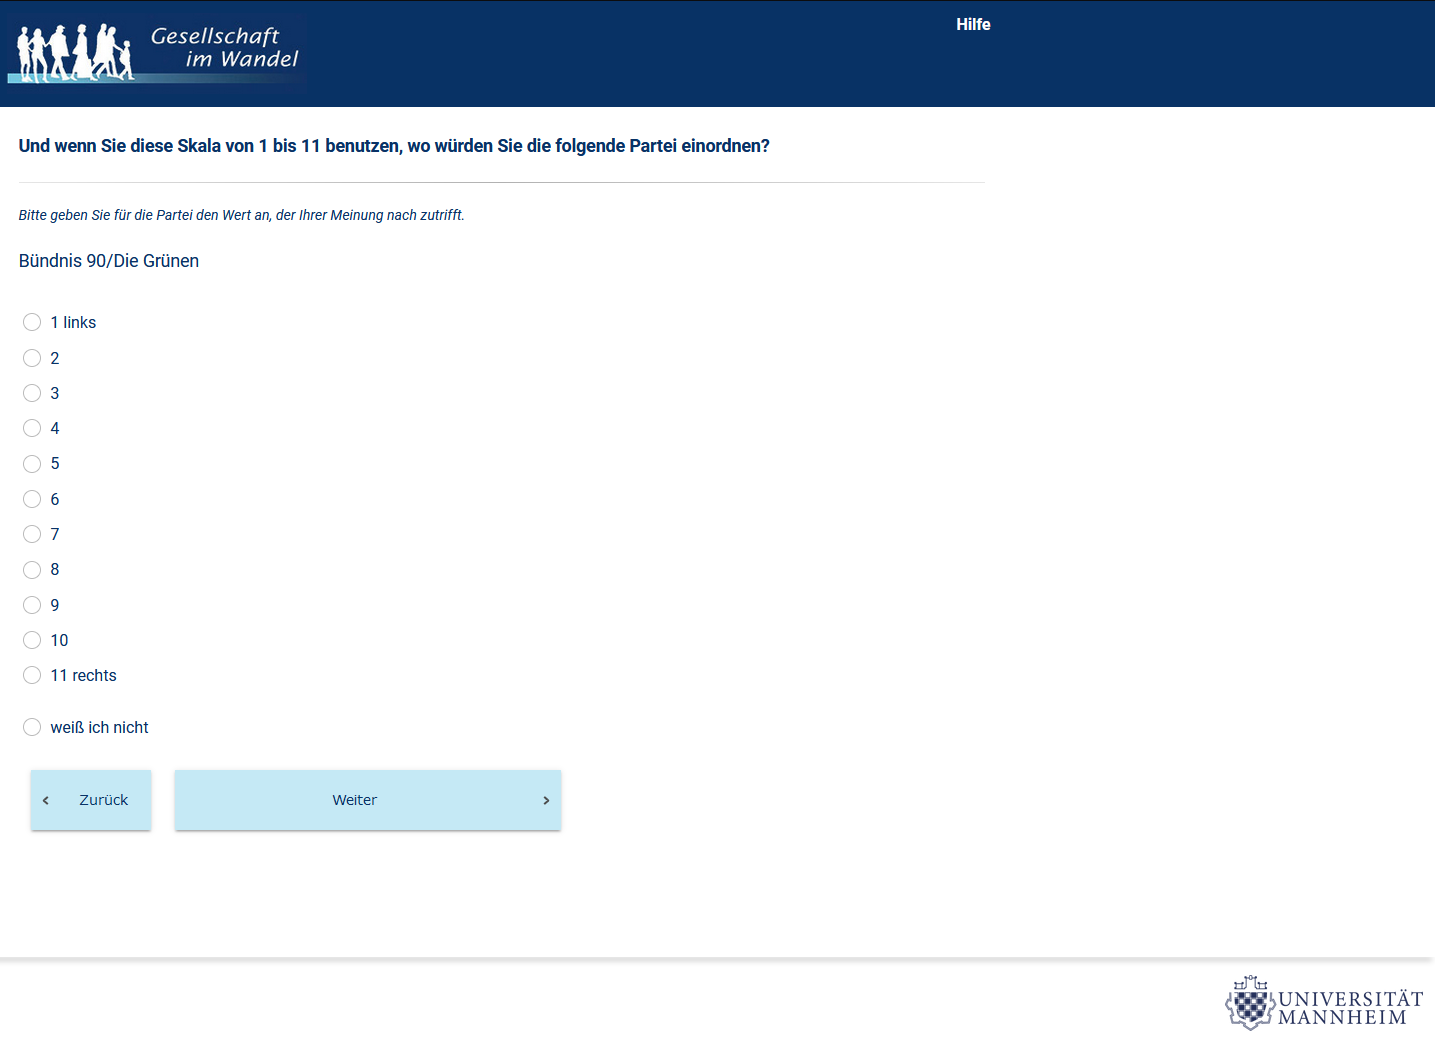 Gesellschaft
im Wandel
Hilfe
Und wenn Sie diese Skala von 1 bis 11 benutzen, wo würden Sie die folgende Partei einordnen?
Bitte geben Sie für die Partei den Wert an, der Ihrer Meinung nach zutrifft.
Bündnis 90/Die Grünen
1 links
2
3
4
5
6
7
8
9
10
11 rechts
weiß ich nicht
Zurück
Weiter
UNIVERSITÄT
MANNHEIM